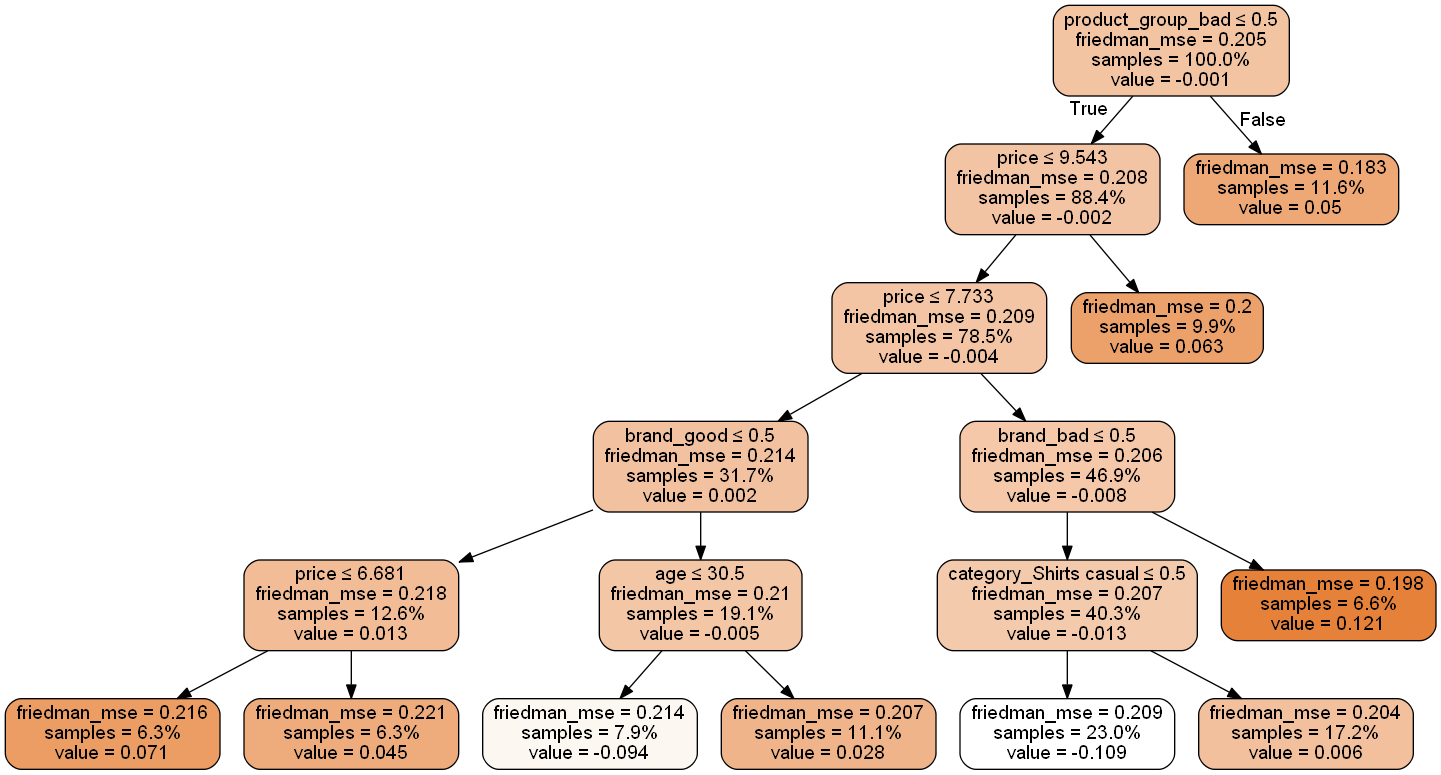 product_group_bad ≤ 0.5
friedman_mse = 0.205
samples = 100.0%
value = -0.001
True
False
price ≤ 9.543
friedman_mse = 0.208
samples = 88.4%
value = -0.002
friedman_mse = 0.183
samples = 11.6%
value = 0.05
price ≤ 7.733
friedman_mse = 0.209
samples = 78.5%
value = -0.004
friedman_mse = 0.2
samples = 9.9%
value = 0.063
brand_good ≤ 0.5
friedman_mse = 0.214
samples = 31.7%
value = 0.002
brand_bad ≤ 0.5
friedman_mse = 0.206
samples = 46.9%
value = -0.008
price ≤ 6.681
friedman_mse = 0.218
samples = 12.6%
value = 0.013
age ≤ 30.5
friedman_mse = 0.21
samples = 19.1%
value = -0.005
category_Shirts casual ≤ 0.5
friedman_mse = 0.207
samples = 40.3%
value = -0.013
friedman_mse = 0.198
samples = 6.6%
value = 0.121
friedman_mse = 0.216
samples = 6.3%
value = 0.071
friedman_mse = 0.221
samples = 6.3%
value = 0.045
friedman_mse = 0.214
samples = 7.9%
value = -0.094
friedman_mse = 0.207
samples = 11.1%
value = 0.028
friedman_mse = 0.209
samples = 23.0%
value = -0.109
friedman_mse = 0.204
samples = 17.2%
value = 0.006